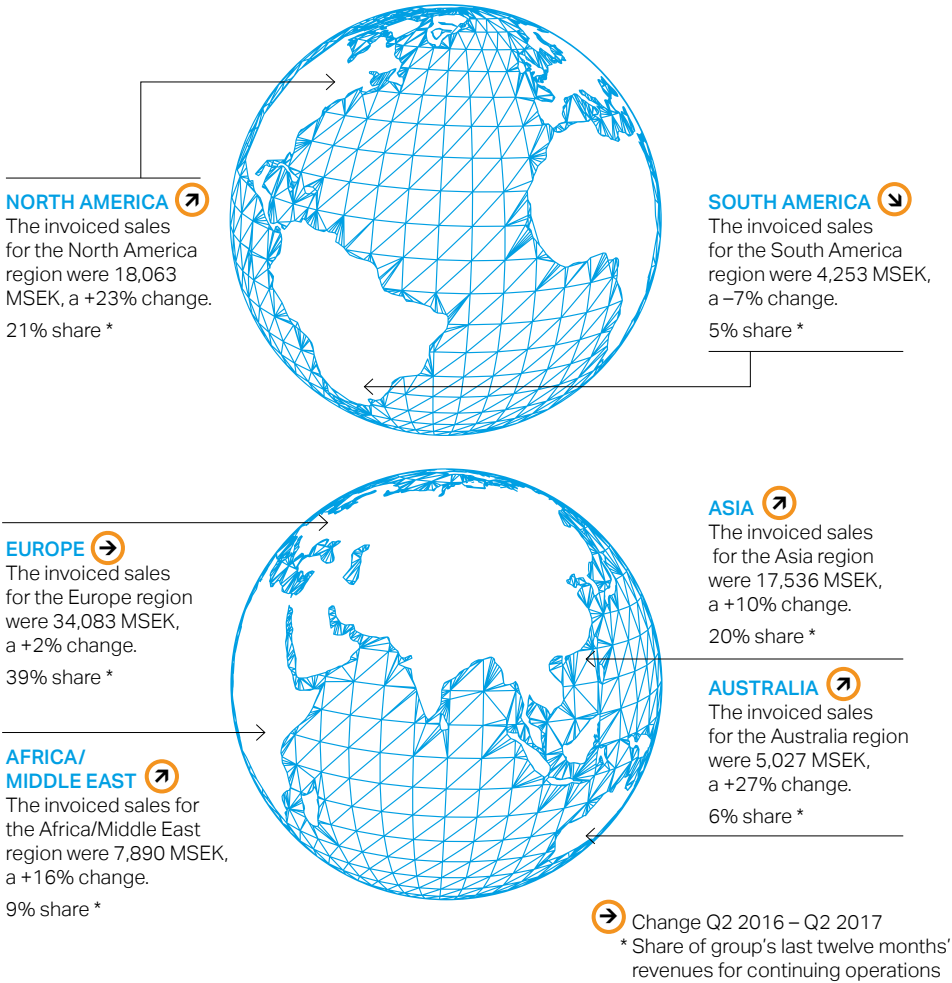 NORTH AMERICA
The invoiced sales
for the North America
region were 18,063
MSEK, a +23% change.
21% share *
SOUTH AMERICA
The invoiced sales
for the South America
region were 4,253 MSEK,
a –7% change.
5% share *
EUROPE
The invoiced sales
for the Europe region
were 34,083 MSEK,
a +2% change.
39% share *
ASIA
The invoiced sales
for the Asia region
were 17,536 MSEK,
a +10% change.
20% share *
AFRICA/
MIDDLE EAST
The invoiced sales for
the Africa/Middle East
region were 7,890 MSEK,
a +16% change.
9% share *
AUSTRALIA
The invoiced sales
for the Australia region
were 5,027 MSEK,
a +27% change.
6% share *
Change Q2 2016 – Q2 2017
* Share of group’s last twelve months’
revenues for continuing operations